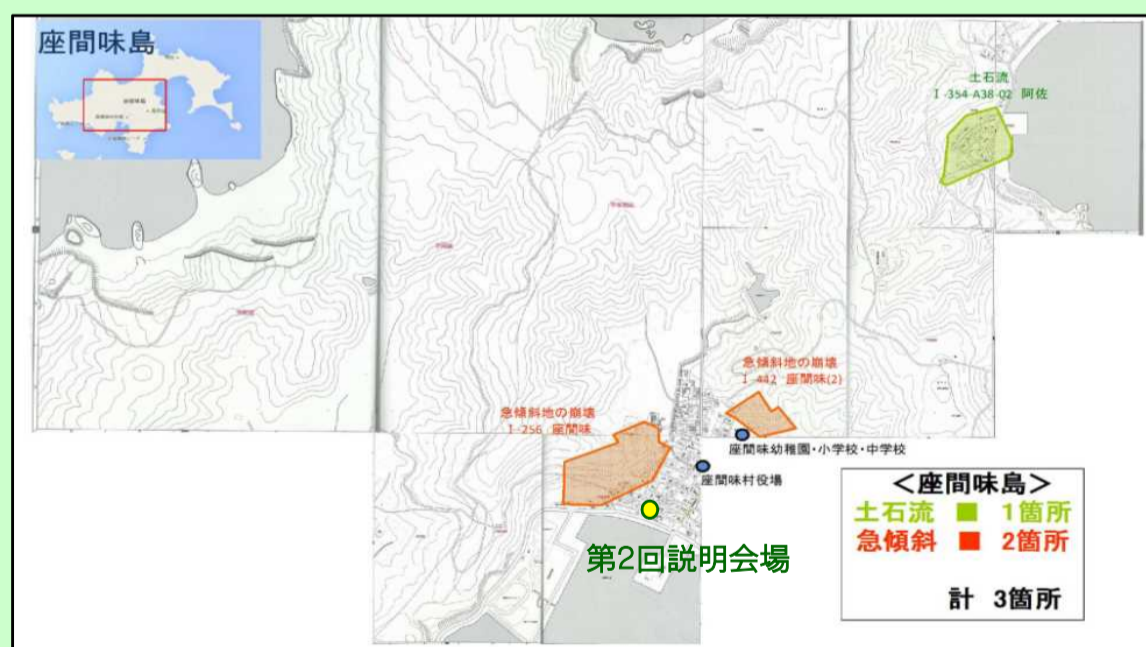 座間味島
土石流
I-354-A38-02 阿佐
急傾斜地の崩壊
I-442 座間味(2)
急傾斜地の崩壊
I-256 座間味
座間味幼稚園・小学校・中学校
座間味村役場
第2回説明会場
＜座間味島＞
土石流 ■ 1箇所
急傾斜 ■ 2箇所
計 3箇所